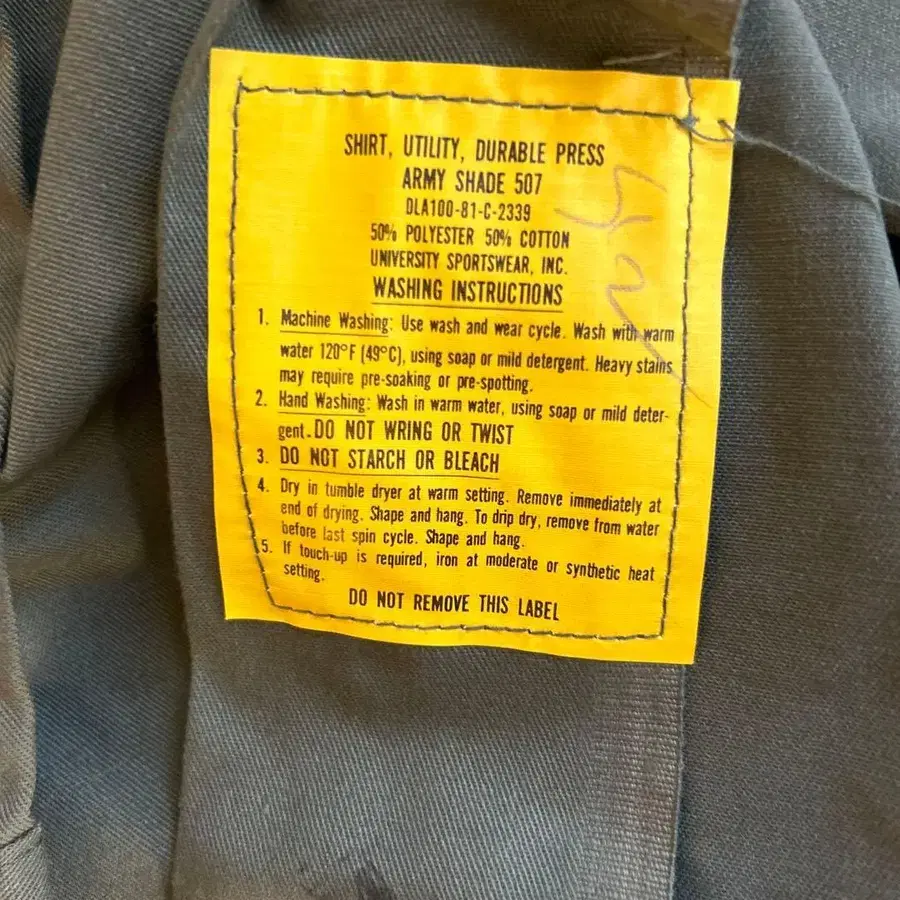 SHIRT, UTILITY, DURABLE PRESS
ARMY SHADE 507
DLA100-81-C-2339
50% POLYESTER 50% COTTON
UNIVERSITY SPORTSWEAR, INC.
WASHING INSTRUCTIONS
1. Machine Washing: Use wash and wear cycle. Wash with warm
water 120°F (49°C), using soap or mild detergent. Heavy stains
may require pre-soaking or pre-spotting.
2. Hand Washing: Wash in warm water, using soap or mild deter-
gent. DO NOT WRING OR TWIST
3. DO NOT STARCH OR BLEACH
4. Dry in tumble dryer at warm setting. Remove immediately at
end of drying. Shape and hang. To drip dry, remove from water
before last spin cycle. Shape and hang.
5. If touch-up is required, iron at moderate or synthetic heat
setting.
DO NOT REMOVE THIS LABEL